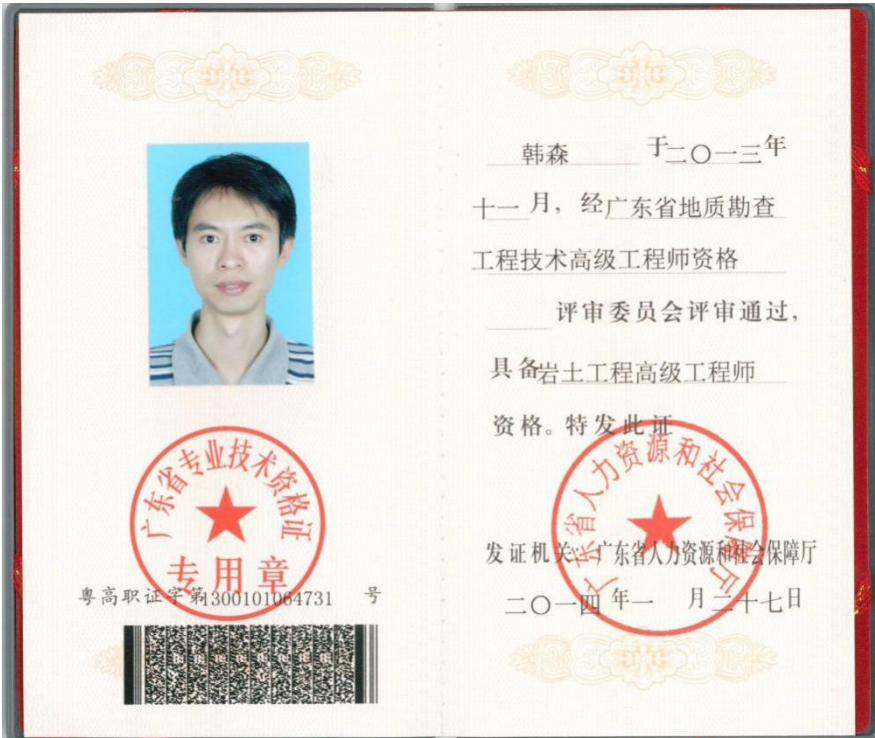 广东省专业技术资格证
专用章
粤高职证字第1300101064731 号
韩森 于二〇一三年
十一月，经广东省地质勘查
工程技术高级工程师资格
评审委员会评审通过，
具备岩土工程高级工程师
资格。特发此证
广东省人力资源和社会保障厅
发证机关：广东省人力资源和社会保障厅
二〇一四年一月二十七日